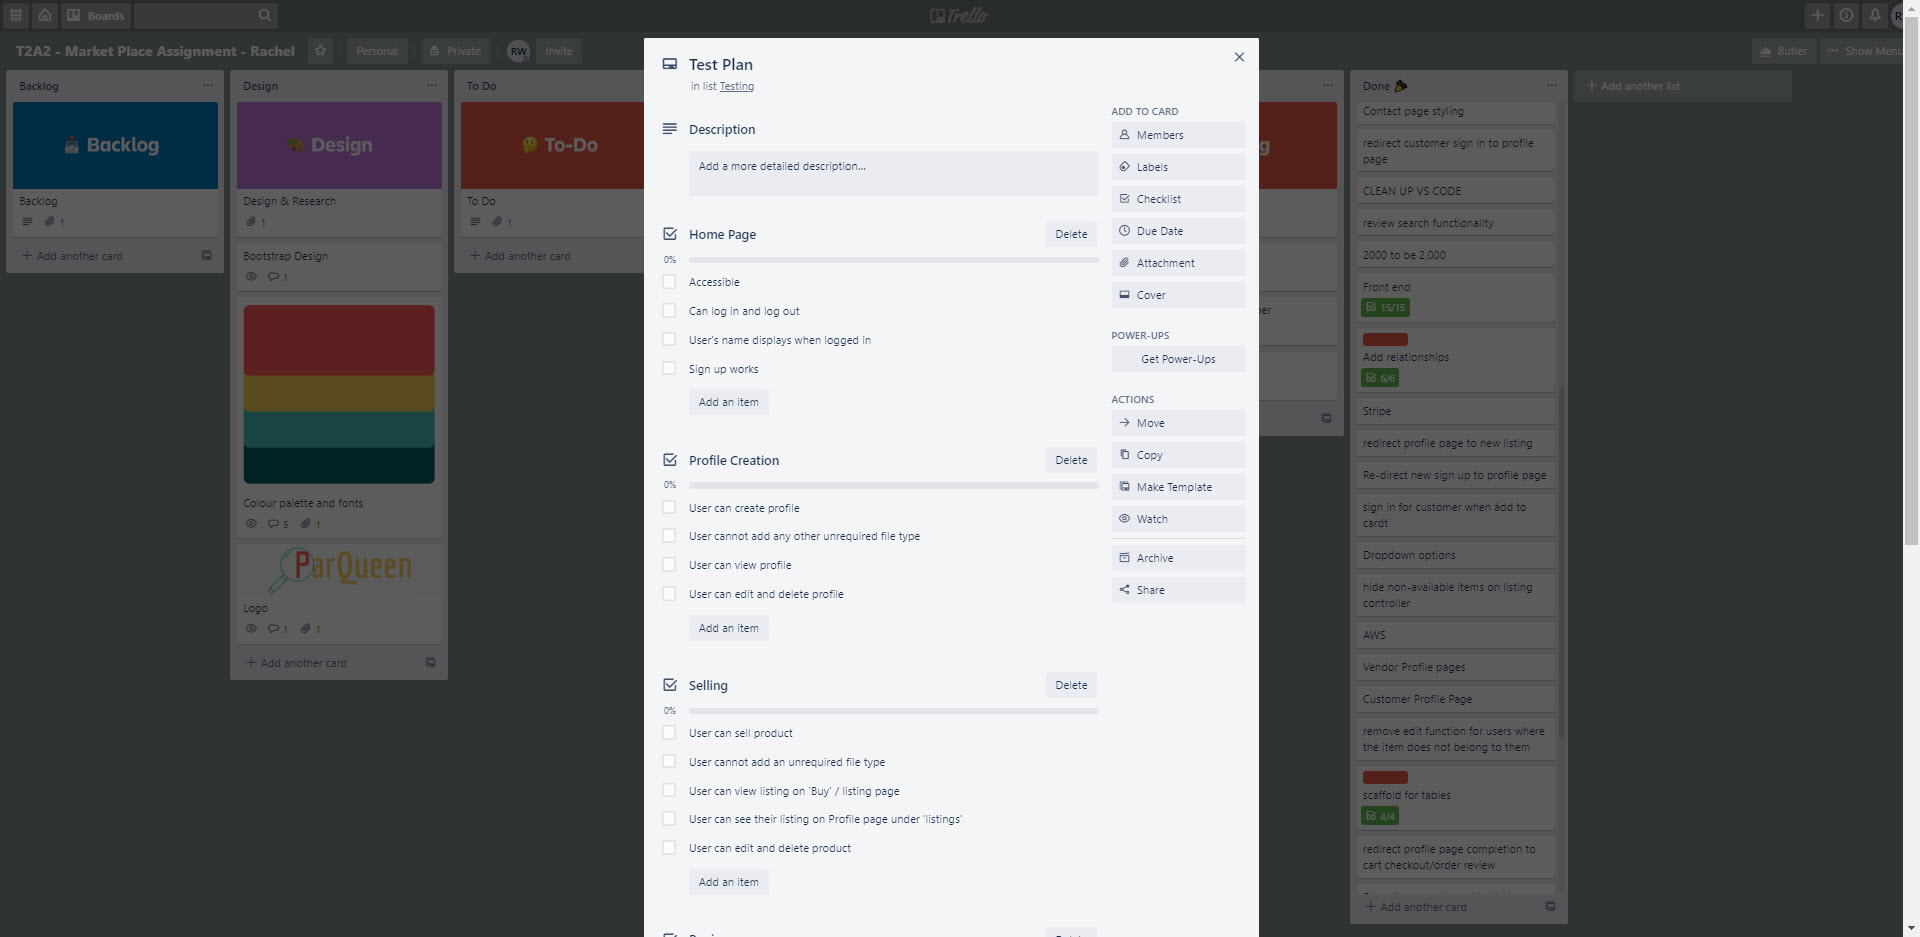 Boards
Trello
R
T2A2 - Market Place Assignment - Rachel
Personal
Private
RW
Invite
Butler
Show Menu
Backlog
Backlog
Backlog
1
+ Add another card
Design
Design
Design & Research
1
Bootstrap Design
1
Colour palette and fonts
5
1
ParQueen
Logo
1
1
+ Add another card
To Do
To-Do
To Do
1
+ Add another card
Test Plan
in list Testing
Description
Add a more detailed description...
Home Page
Delete
0%
Accessible
Can log in and log out
User's name displays when logged in
Sign up works
Add an item
Profile Creation
Delete
0%
User can create profile
User cannot add any other unrequired file type
User can view profile
User can edit and delete profile
Add an item
Selling
Delete
0%
User can sell product
User cannot add an unrequired file type
User can view listing on 'Buy' / listing page
User can see their listing on Profile page under 'listings'
User can edit and delete product
Add an item
ADD TO CARD
Members
Labels
Checklist
Due Date
Attachment
Cover
POWER-UPS
Get Power-Ups
ACTIONS
Move
Copy
Make Template
Watch
Archive
Share
g
er
Done
Contact page styling
redirect customer sign in to profile
page
CLEAN UP VS CODE
review search functionality
2000 to be 2,000
Front end
15/15
Add relationships
6/6
Stripe
redirect profile page to new listing
Re-direct new sign up to profile page
sign in for customer when add to
cardt
Dropdown options
hide non-available items on listing
controller
AWS
Vendor Profile pages
Customer Profile Page
remove edit function for users where
the item does not belong to them
scaffold for tables
4/4
redirect profile page completion to
cart checkout/order review
+ Add another card
+ Add another list